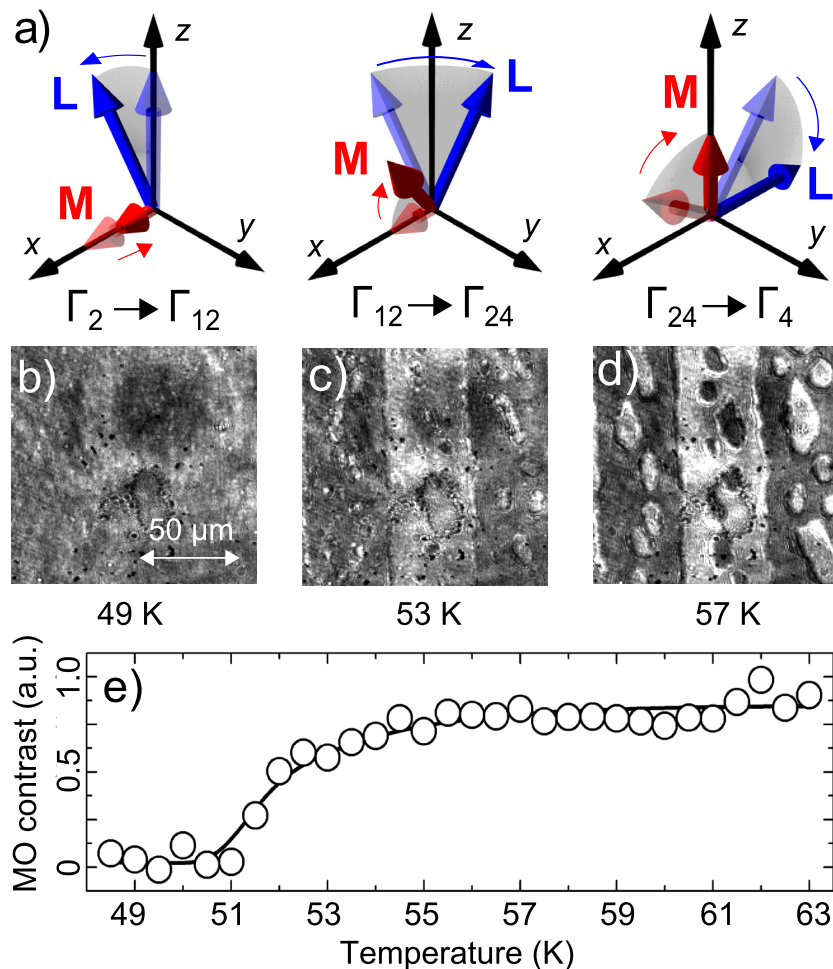 a)
z
L
M
x
y
Γ2 → Γ12
z
L
M
x
y
Γ12 → Γ24
z
M
L
x
y
Γ24 → Γ4
b)
50 µm
49 K
c)
53 K
d)
57 K
e)
MO contrast (a.u.)
1.0
0.5
0
49 51 53 55 57 59 61 63
Temperature (K)